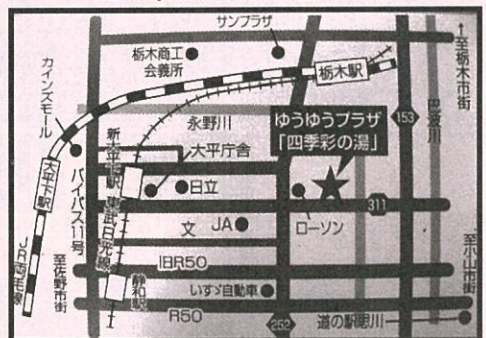 サンプラザ
栃木商工
会議所
栃木駅
至栃木市街
カインズモール
永野川
ゆうゆうプラザ
「四季彩の湯」
153
巴波川
新大平下駅
大平庁舎
大平下駅
バイパス11号
東武日光線
日立
311
ローソン
文
JA
JR両毛線
至佐野市街
静和駅
旧R50
いすゞ自動車
R50
252
至小山市街
道の駅思川